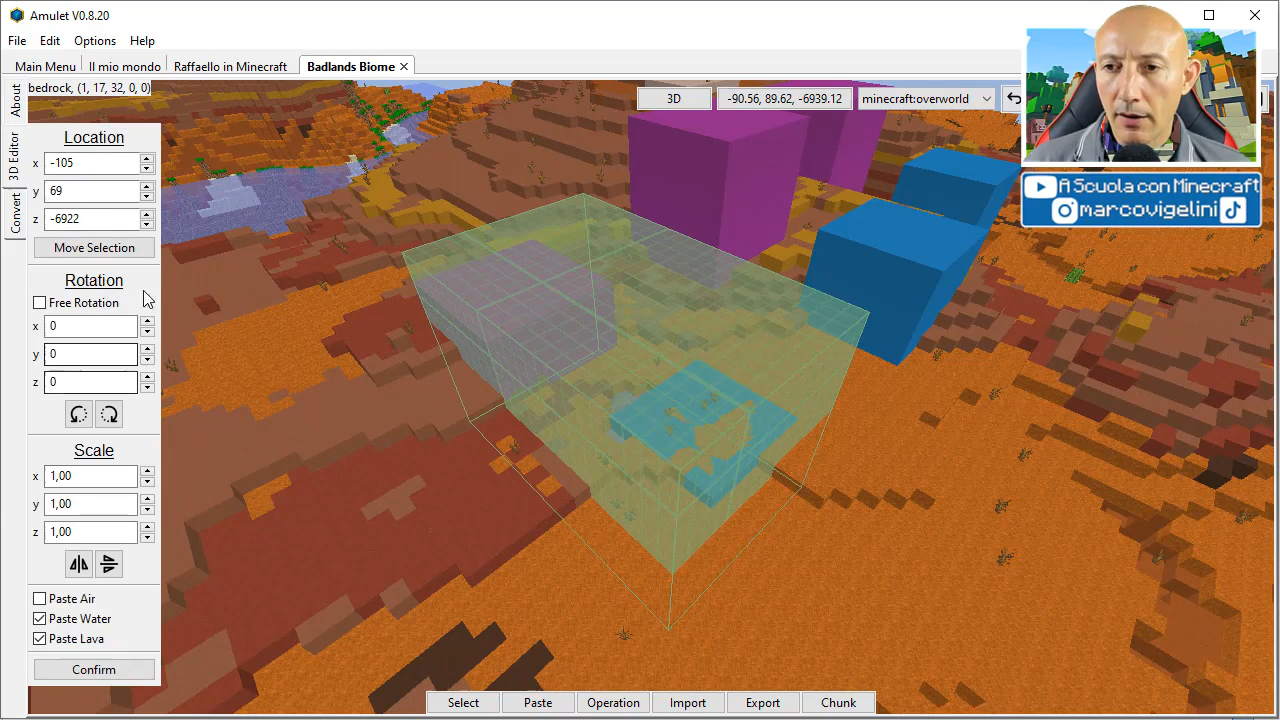 Amulet V0.8.20
File Edit Options Help
Main Menu Il mio mondo Raffaello in Minecraft Badlands Biome
bedrock, (1, 17, 32, 0, 0)
3D -90.56, 89.62, -6939.12 minecraft:overworld
About
3D Editor
Convert
Location
x -105
y 69
z -6922
Move Selection
Rotation
Free Rotation
x 0
y 0
z 0
Scale
x 1,00
y 1,00
z 1,00
Paste Air
Paste Water
Paste Lava
Confirm
Select Paste Operation Import Export Chunk
A Scuola con Minecraft
marcovigelini